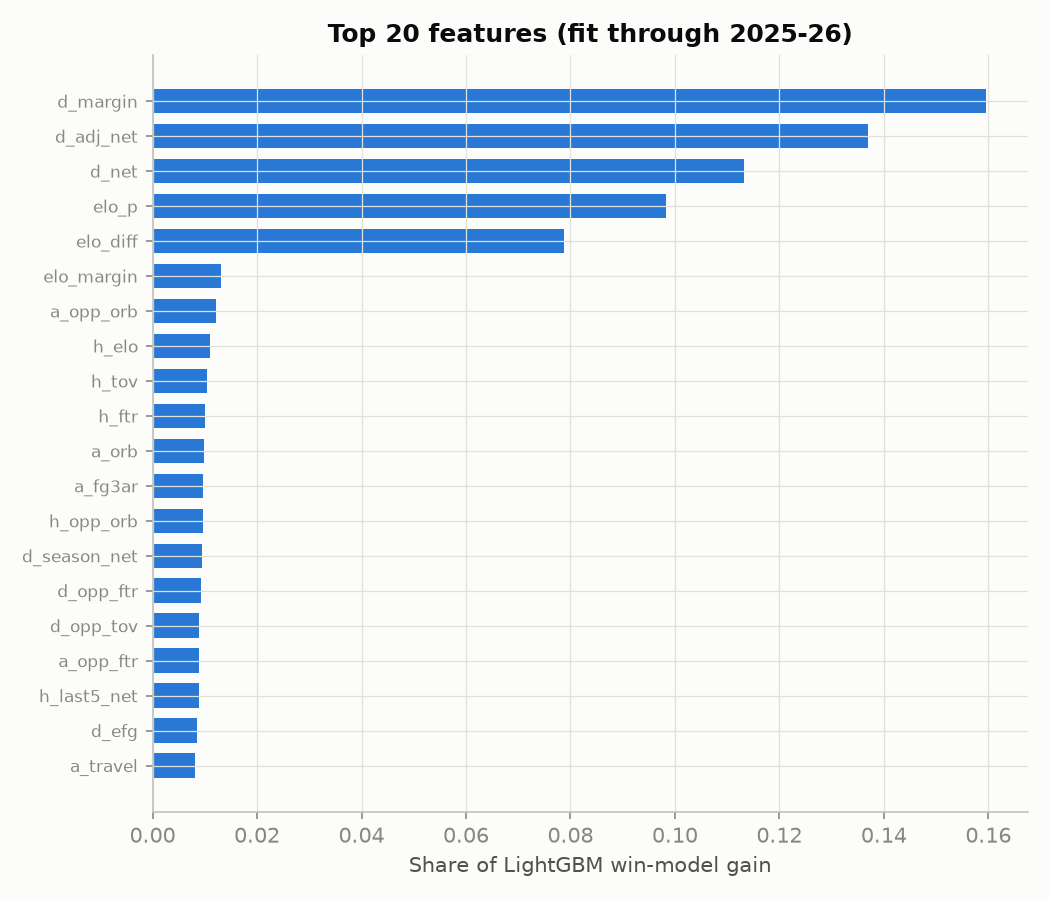 Top 20 features (fit through 2025-26)
d_margin
d_adj_net
d_net
elo_p
elo_diff
elo_margin
a_opp_orb
h_elo
h_tov
h_ftr
a_orb
a_fg3ar
h_opp_orb
d_season_net
d_opp_ftr
d_opp_tov
a_opp_ftr
h_last5_net
d_efg
a_travel
0.00 0.02 0.04 0.06 0.08 0.10 0.12 0.14 0.16
Share of LightGBM win-model gain